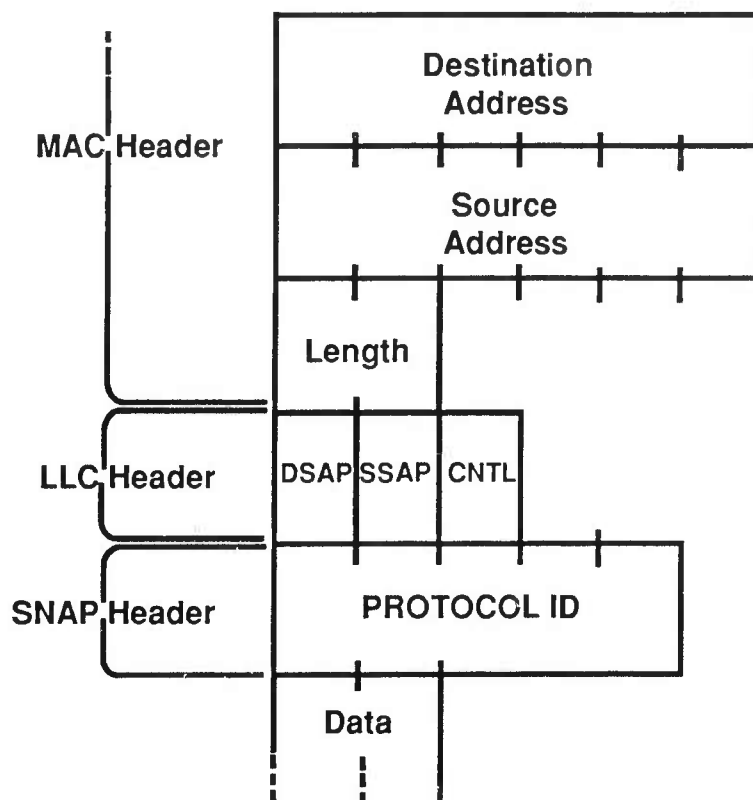 Destination
Address
MAC Header
Source
Address
Length
LLC Header
DSAP
SSAP
CNTL
SNAP Header
PROTOCOL ID
Data